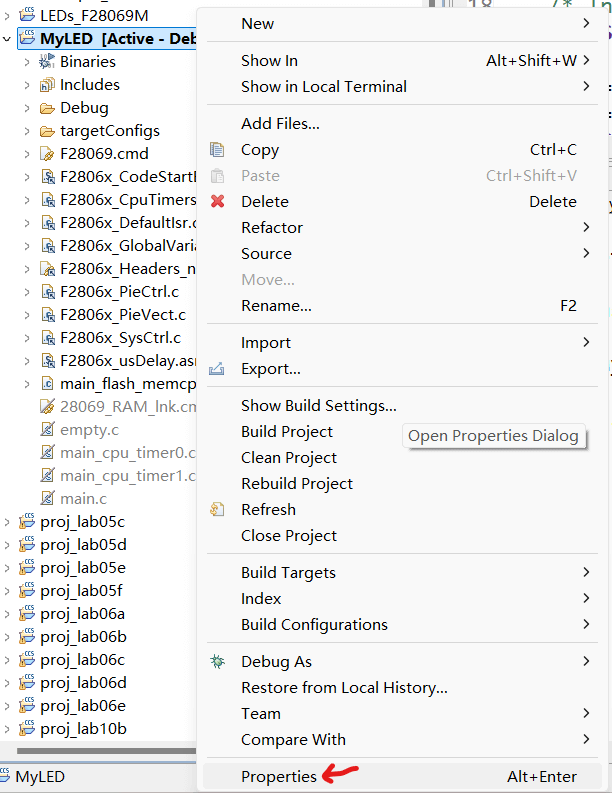 LEDs_F28069M
MyLED [Active - Deb
Binaries
Includes
Debug
targetConfigs
F28069.cmd
F2806x_CodeStart
F2806x_CpuTimers
F2806x_DefaultIsr.c
F2806x_GlobalVaria
F2806x_Headers_n
F2806x_PieCtrl.c
F2806x_PieVect.c
F2806x_SysCtrl.c
F2806x_usDelay.as
main_flash_memcp
28069_RAM_lnk.cm
empty.c
main_cpu_timer0.c
main_cpu_timer1.c
main.c
proj_lab05c
proj_lab05d
proj_lab05e
proj_lab05f
proj_lab06a
proj_lab06b
proj_lab06c
proj_lab06d
proj_lab06e
proj_lab10b
MyLED
18 /* In
New
Show In Alt+Shift+W
Show in Local Terminal
Add Files...
Copy Ctrl+C
Paste Ctrl+Shift+V
Delete Delete
Refactor
Source
Move...
Rename... F2
Import
Export...
Show Build Settings...
Build Project
Open Properties Dialog
Clean Project
Rebuild Project
Refresh
Close Project
Build Targets
Index
Build Configurations
Debug As
Restore from Local History...
Team
Compare With
Properties Alt+Enter